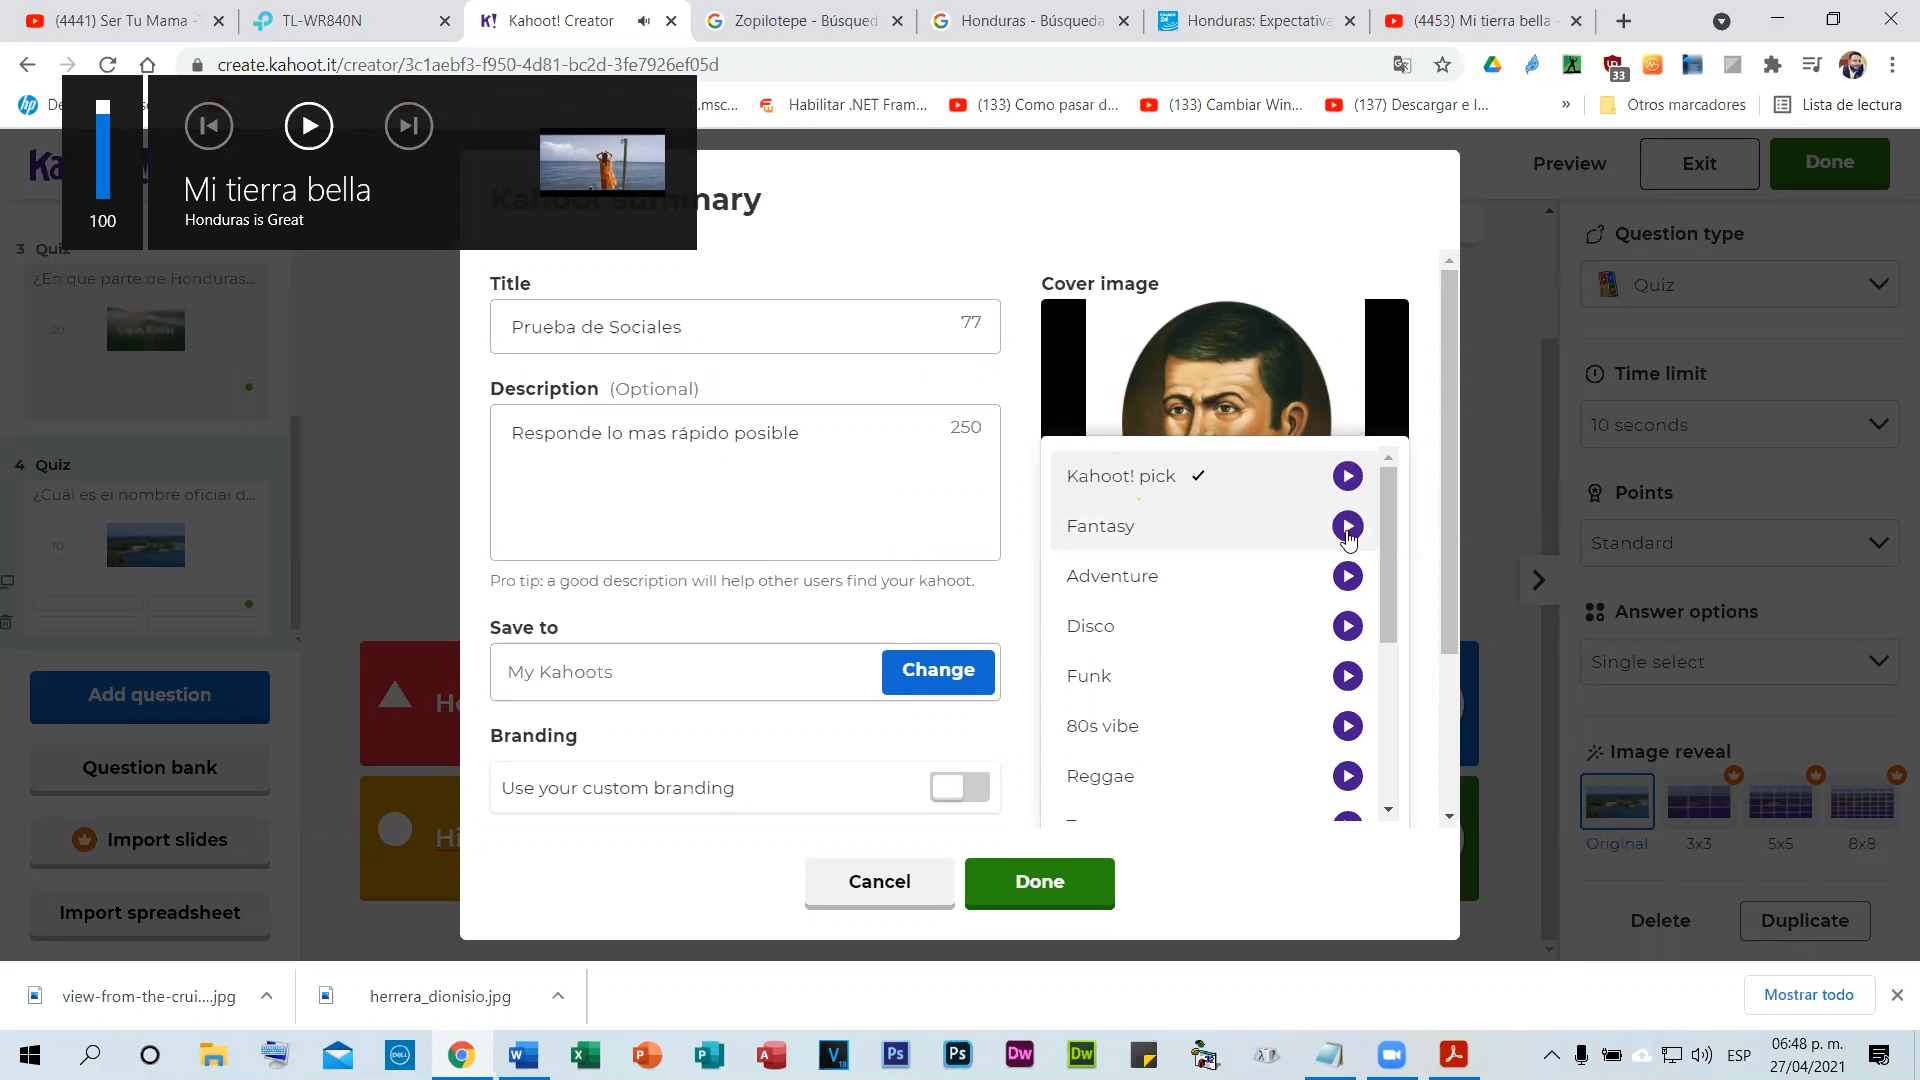 (4441) Ser Tu Mama -
TL-WR840N
K! Kahoot! Creator
Zopilotepe - Búsqued
Honduras - Búsqueda
Honduras: Expectativa
(4453) Mi tierra bella -
create.kahoot.it/creator/3c1aebf3-f950-4d81-bc2d-3fe7926ef05d
33
.msc...
Habilitar .NET Fram...
(133) Como pasar d...
(133) Cambiar Win...
(137) Descargar e I...
»
Otros marcadores
Lista de lectura
100
Mi tierra bella
Honduras is Great
Kahoot summary
Preview
Exit
Done
3 Quiz
¿En que parte de Honduras...
20
4 Quiz
¿Cuál es el nombre oficial d...
10
Add question
Question bank
Import slides
Import spreadsheet
Title
Prueba de Sociales
77
Description (Optional)
Responde lo mas rápido posible
250
Pro tip: a good description will help other users find your kahoot.
Save to
My Kahoots
Change
Branding
Use your custom branding
Cover image
Kahoot! pick
Fantasy
Adventure
Disco
Funk
80s vibe
Reggae
Cancel
Done
Question type
Quiz
Time limit
10 seconds
Points
Standard
Answer options
Single select
Image reveal
Original
3x3
5x5
8x8
Delete
Duplicate
view-from-the-crui....jpg
herrera_dionisio.jpg
Mostrar todo
ESP
06:48 p. m.
27/04/2021